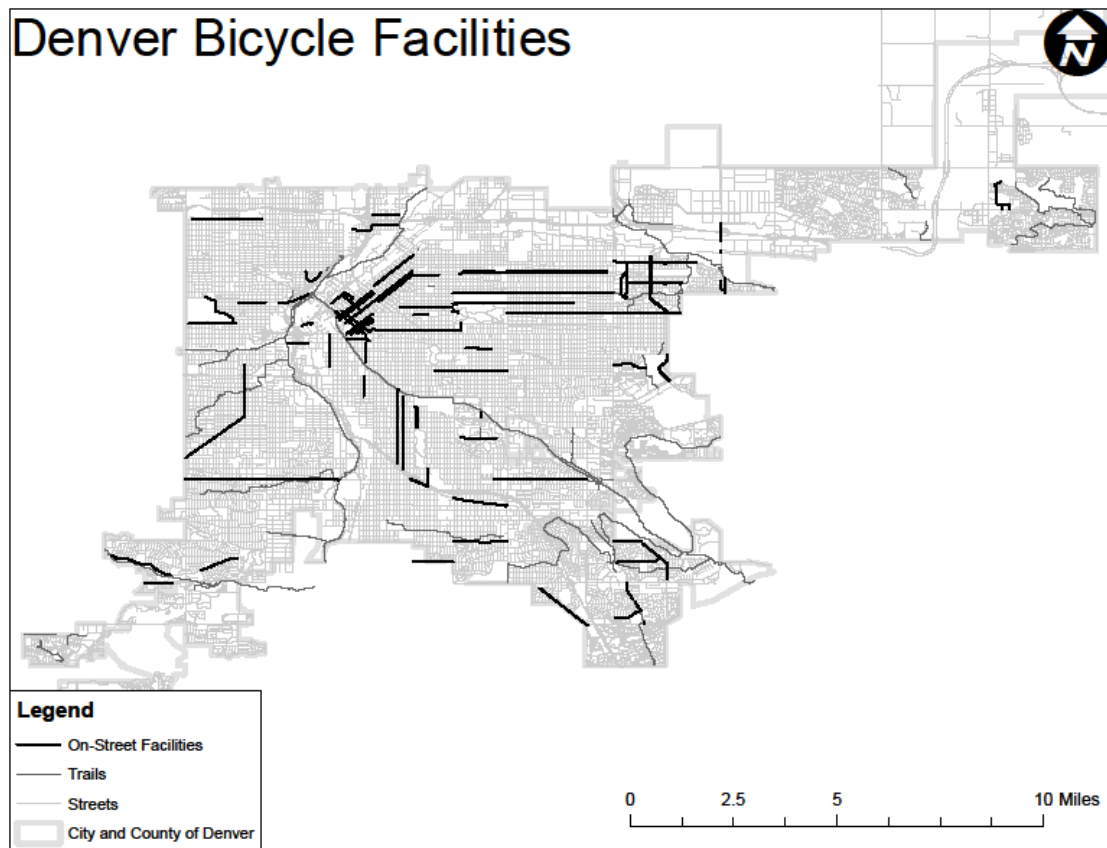 Denver Bicycle Facilities
N
Legend
On-Street Facilities
Trails
Streets
City and County of Denver
0 2.5 5 10 Miles